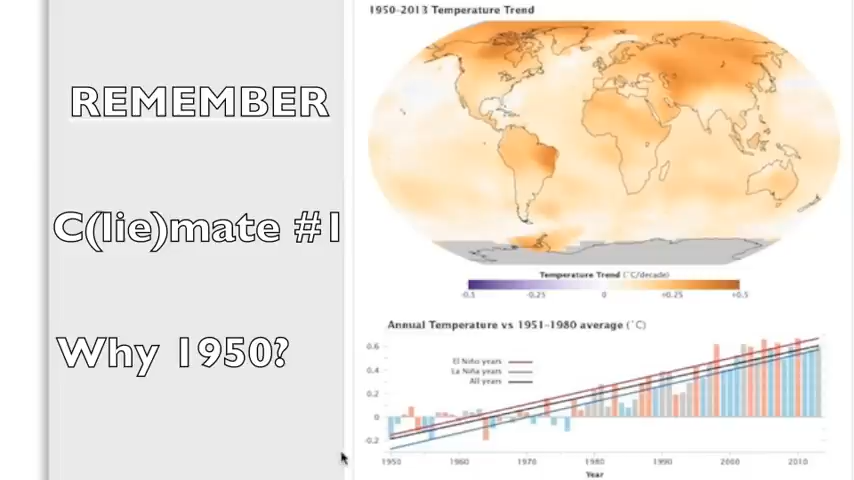 REMEMBER
C(lie)mate #1
Why 1950?
1950-2013 Temperature Trend
Temperature Trend (°C/decade)
-0.5 -0.25 0 +0.25 +0.5
Annual Temperature vs 1951-1980 average (°C)
El Niño years
La Niña years
All years
0.6
0.4
0.2
0
-0.2
1950 1960 1970 1980 1990 2000 2010
Year